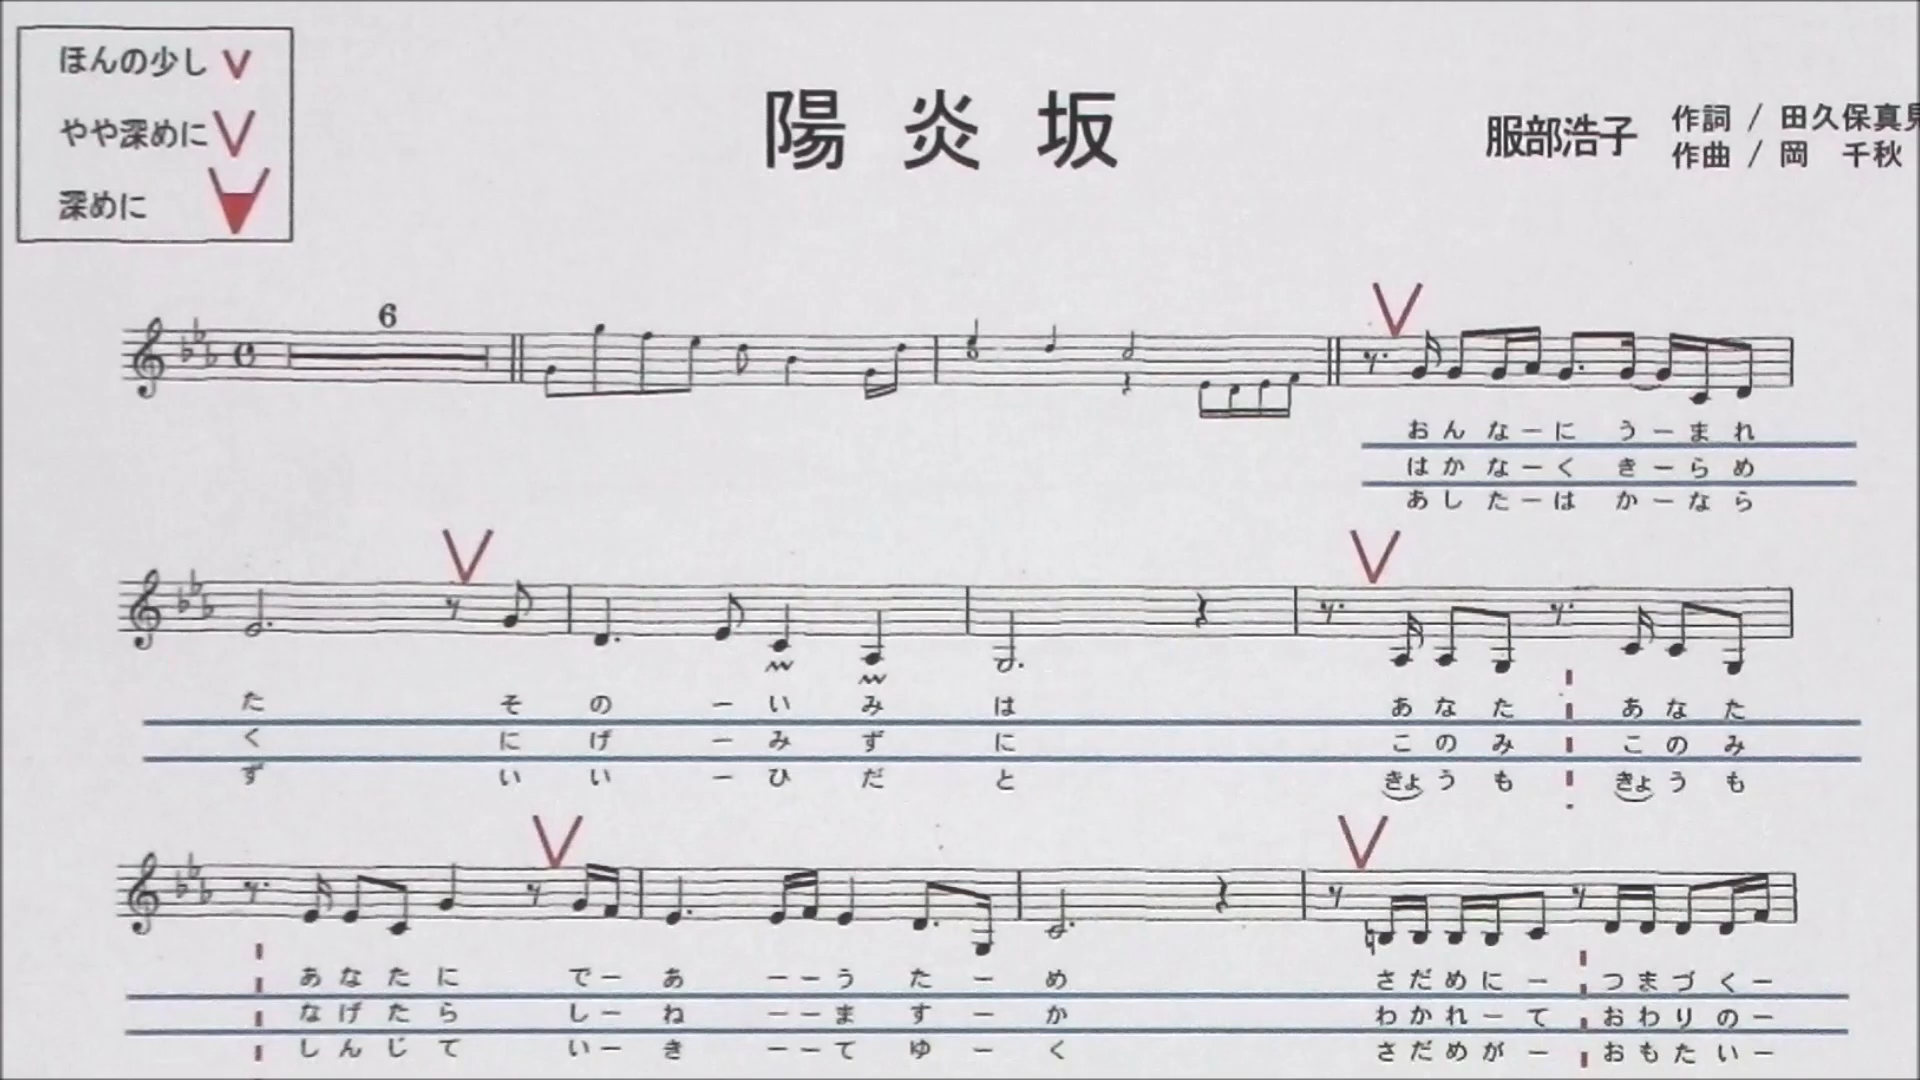 ほんの少し
やや深めに
深めに
陽炎坂
服部浩子
作詞 / 田久保真見
作曲 / 岡 千秋
6
おんなーに うーまれ
はかなーく きーらめ
あしたーは かーなら
た そ の ー い み は あなた あなた
く に げ ー み ず に このみ このみ
ず い い ー ひ だ と きょうも きょうも
あなたに でー あ ーーう た ー め さだめにー つまづくー
なげたら しー ね ーーま す ー か わかれーて おわりのー
しんじて いー き ーーて ゆ ー く さだめがー おもたいー